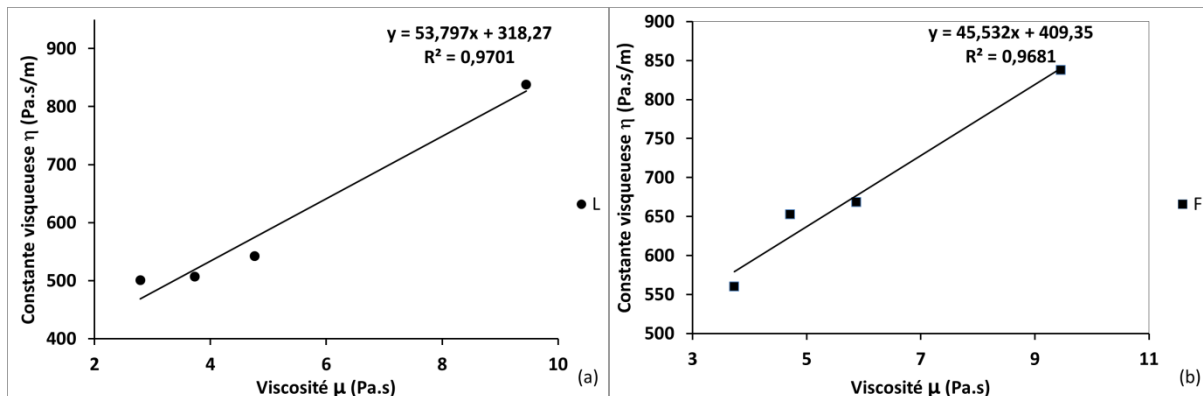 y = 53,797x + 318,27
R² = 0,9701
Constante visqueuese η (Pa.s/m)
900
800
700
600
500
400
2 4 6 8 10
Viscosité μ (Pa.s)
L
(a)
y = 45,532x + 409,35
R² = 0,9681
Constante visqueuese η (Pa.s/m)
900
850
800
750
700
650
600
550
500
3 5 7 9 11
Viscosité μ (Pa.s)
F
(b)